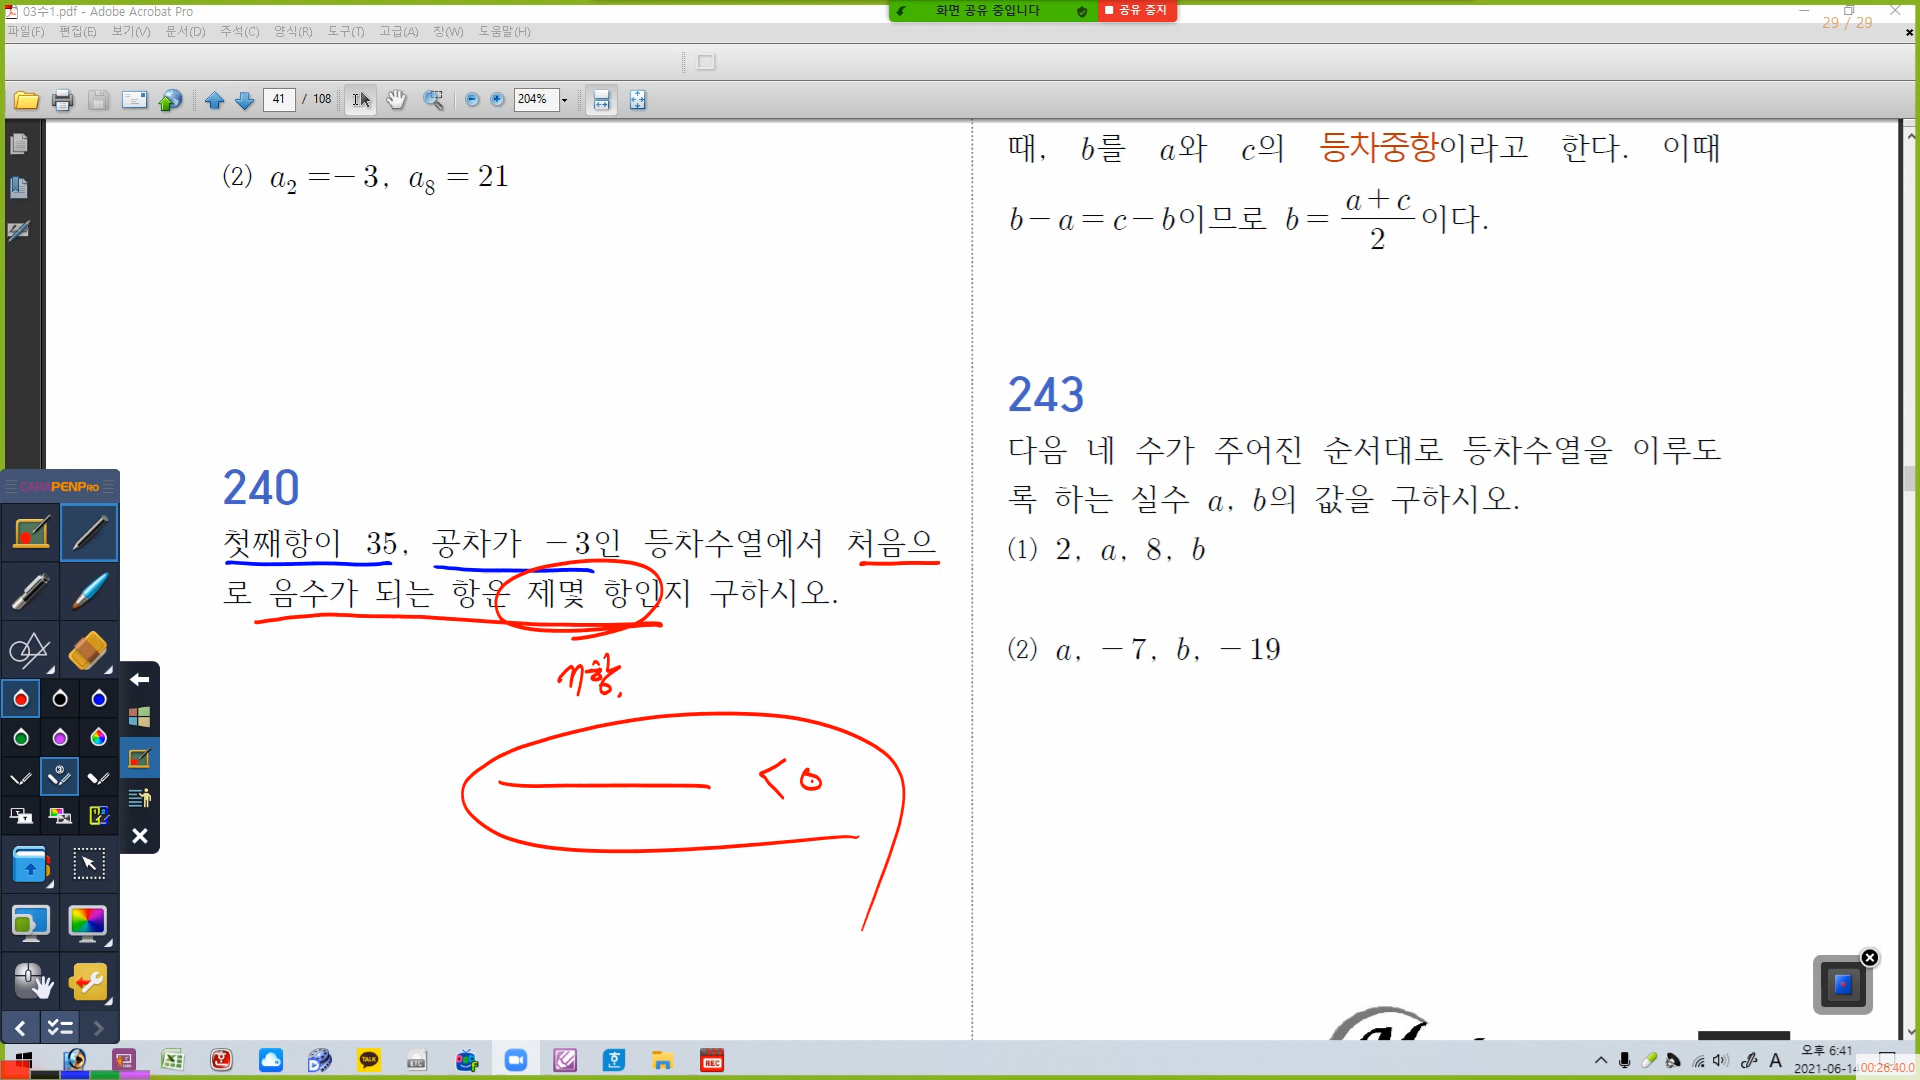 03수1.pdf - Adobe Acrobat Pro
화면 공유 중입니다
공유 중지
29 / 29
파일(F) 편집(E) 보기(V) 문서(D) 주석(C) 양식(R) 도구(T) 고급(A) 창(W) 도움말(H)
41 / 108
204%
(2) a₂ =-3, a₈ = 21
240
첫째항이 35, 공차가 -3인 등차수열에서 처음으
로 음수가 되는 항은 제몇 항인지 구하시오.
n항.
< 0
때, b를 a와 c의 등차중항이라고 한다. 이때
b-a=c-b이므로 b=(a+c)/2이다.
243
다음 네 수가 주어진 순서대로 등차수열을 이루도
록 하는 실수 a, b의 값을 구하시오.
(1) 2, a, 8, b
(2) a, -7, b, -19
CARAPENPRO
TALK
ETC
REC
A
오후 6:41
2021-06-14
00:26:40.0